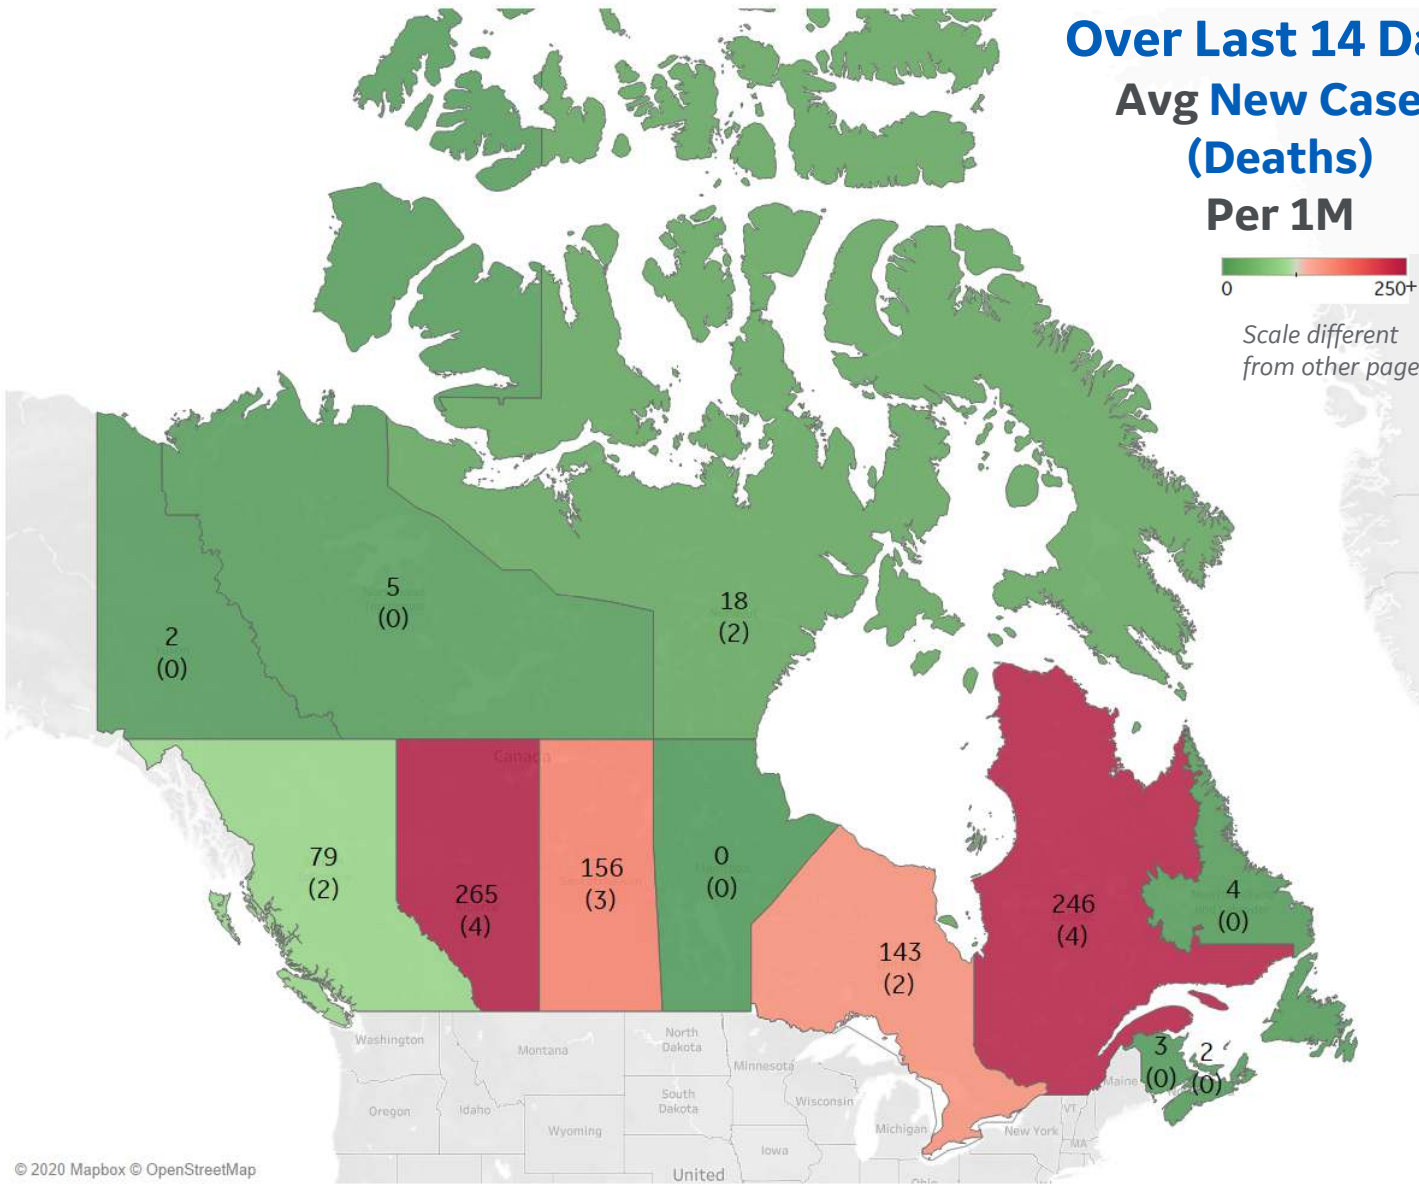 Over Last 14 Da
Avg New Case
(Deaths)
Per 1M
0
250+
Scale different
from other page
5
(0)
18
(2)
2
(0)
Canada
79
(2)
265
(4)
156
(3)
0
(0)
246
(4)
4
(0)
143
(2)
3
(0)
2
(0)
Washington
Montana
North
Dakota
Minnesota
Maine
Oregon
Idaho
South
Dakota
Wisconsin
Michigan
New York
VT
MA
Wyoming
Iowa
United
Ohio
© 2020 Mapbox © OpenStreetMap